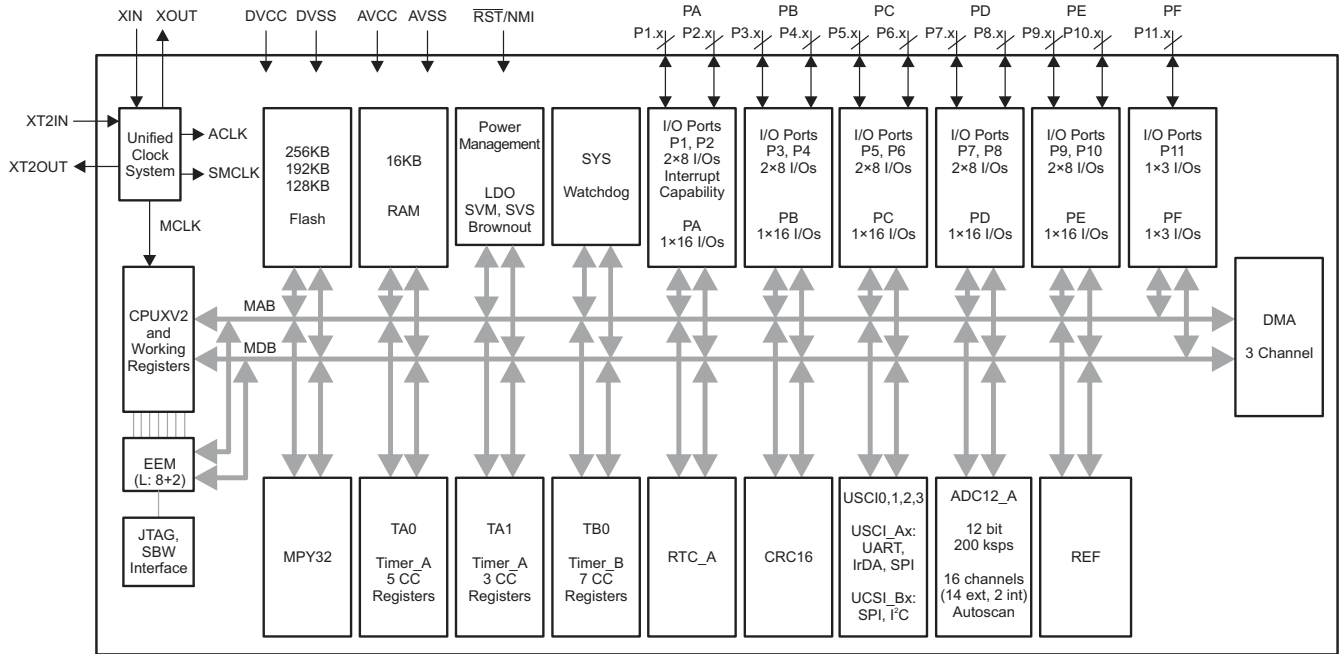 XIN
XOUT
DVCC
DVSS
AVCC
AVSS
RST/NMI
PA
P1.x
P2.x
PB
P3.x
P4.x
PC
P5.x
P6.x
PD
P7.x
P8.x
PE
P9.x
P10.x
PF
P11.x
XT2IN
XT2OUT
Unified
Clock
System
ACLK
SMCLK
MCLK
256KB
192KB
128KB
Flash
16KB
RAM
Power
Management
LDO
SVM, SVS
Brownout
SYS
Watchdog
I/O Ports
P1, P2
2×8 I/Os
Interrupt
Capability
PA
1×16 I/Os
I/O Ports
P3, P4
2×8 I/Os
PB
1×16 I/Os
I/O Ports
P5, P6
2×8 I/Os
PC
1×16 I/Os
I/O Ports
P7, P8
2×8 I/Os
PD
1×16 I/Os
I/O Ports
P9, P10
2×8 I/Os
PE
1×16 I/Os
I/O Ports
P11
1×3 I/Os
PF
1×3 I/Os
CPUXV2
and
Working
Registers
MAB
MDB
DMA
3 Channel
EEM
(L: 8+2)
JTAG,
SBW
Interface
MPY32
TA0
Timer_A
5 CC
Registers
TA1
Timer_A
3 CC
Registers
TB0
Timer_B
7 CC
Registers
RTC_A
CRC16
USCI0,1,2,3
USCI_Ax:
UART,
IrDA, SPI
UCSI_Bx:
SPI, I²C
ADC12_A
12 bit
200 ksps
16 channels
(14 ext, 2 int)
Autoscan
REF